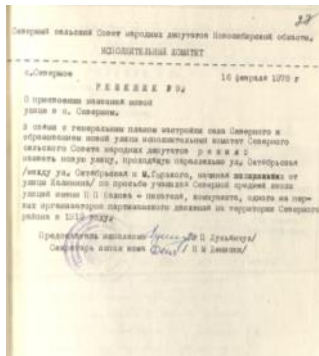 28
Северный сельский Совет народных депутатов Новосибирской области,
ИСПОЛНИТЕЛЬНЫЙ КОМИТЕТ
с.Северное 16 февраля 1978 г
РЕШЕНИЕ № 9,
О присвоении названия новой
улице в с. Северном.
В связи с генеральным планом застройки села Северного и
образованием новой улицы исполнительный комитет Северного
сельского Совета народных депутатов р е ш и л :
назвать новую улицу, проходящую параллельно ул. Октябрьская
/между ул. Октябрьская и М.Горького, начиная от
улицы Калинина/ по просьбе учащихся Северной средней школы
улицей имени П П – писателя, коммуниста, одного из пер-
вых организаторов партизанского движения на территории Северного
района в 1919 году.
Председатель исполкома П Лукьянчук/
Секретарь исполкома П М